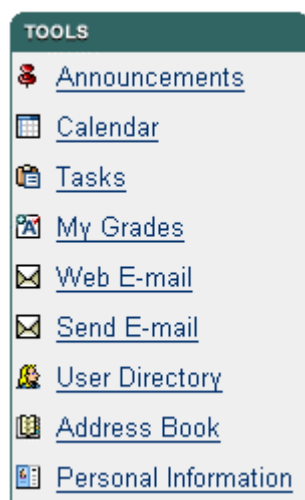 TOOLS
Announcements
Calendar
Tasks
My Grades
Web E-mail
Send E-mail
User Directory
Address Book
Personal Information